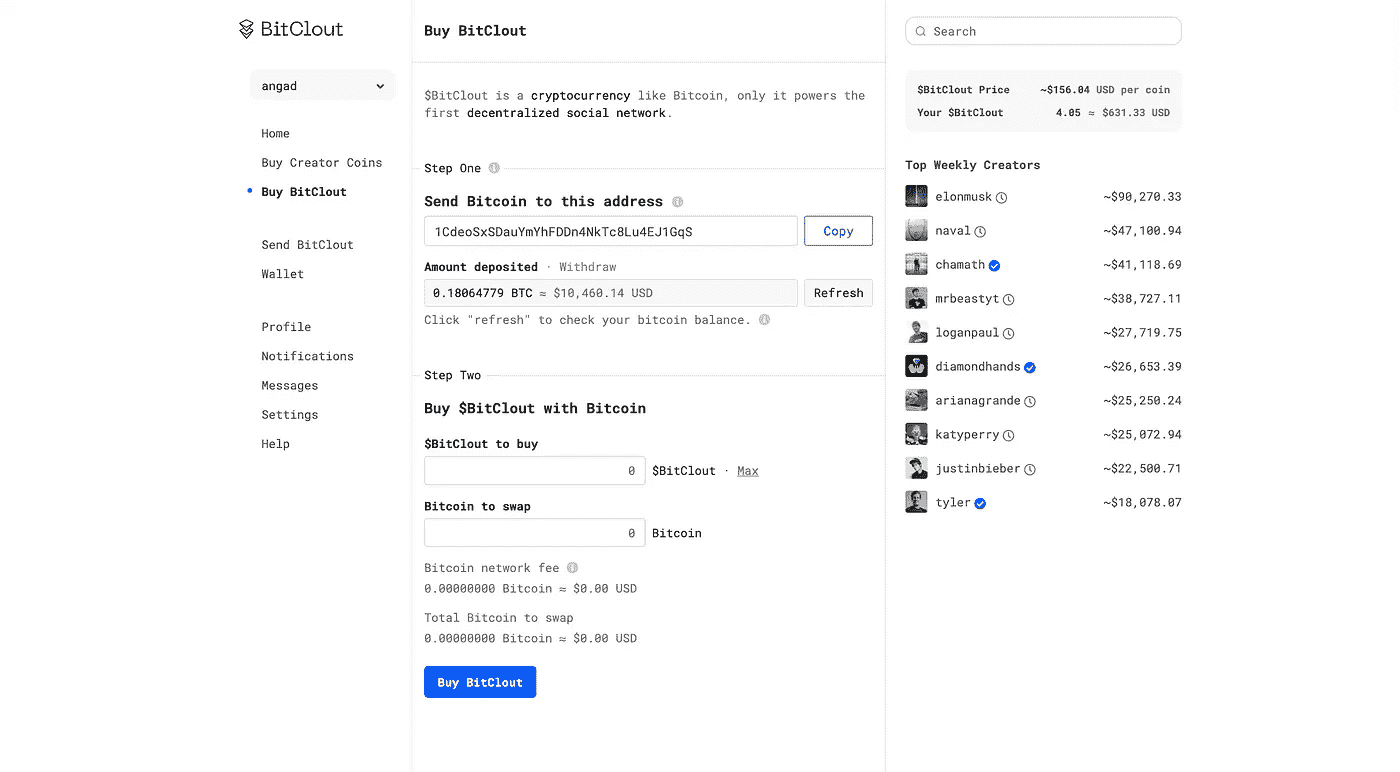 BitClout
angad
Home
Buy Creator Coins
Buy BitClout
Send BitClout
Wallet
Profile
Notifications
Messages
Settings
Help
Buy BitClout
$BitClout is a cryptocurrency like Bitcoin, only it powers the
first decentralized social network.
Step One
Send Bitcoin to this address
1CdeoSxSDauYmYhFDDn4NkTc8Lu4EJ1GqS Copy
Amount deposited · Withdraw
0.18064779 BTC ≈ $10,460.14 USD Refresh
Click "refresh" to check your bitcoin balance.
Step Two
Buy $BitClout with Bitcoin
$BitClout to buy
0 $BitClout · Max
Bitcoin to swap
0 Bitcoin
Bitcoin network fee
0.00000000 Bitcoin ≈ $0.00 USD
Total Bitcoin to swap
0.00000000 Bitcoin ≈ $0.00 USD
Buy BitClout
Search
$BitClout Price ~$156.04 USD per coin
Your $BitClout 4.05 ≈ $631.33 USD
Top Weekly Creators
elonmusk ~$90,270.33
naval ~$47,100.94
chamath ~$41,118.69
mrbeastyt ~$38,727.11
loganpaul ~$27,719.75
diamondhands ~$26,653.39
arianagrande ~$25,250.24
katyperry ~$25,072.94
justinbieber ~$22,500.71
tyler ~$18,078.07